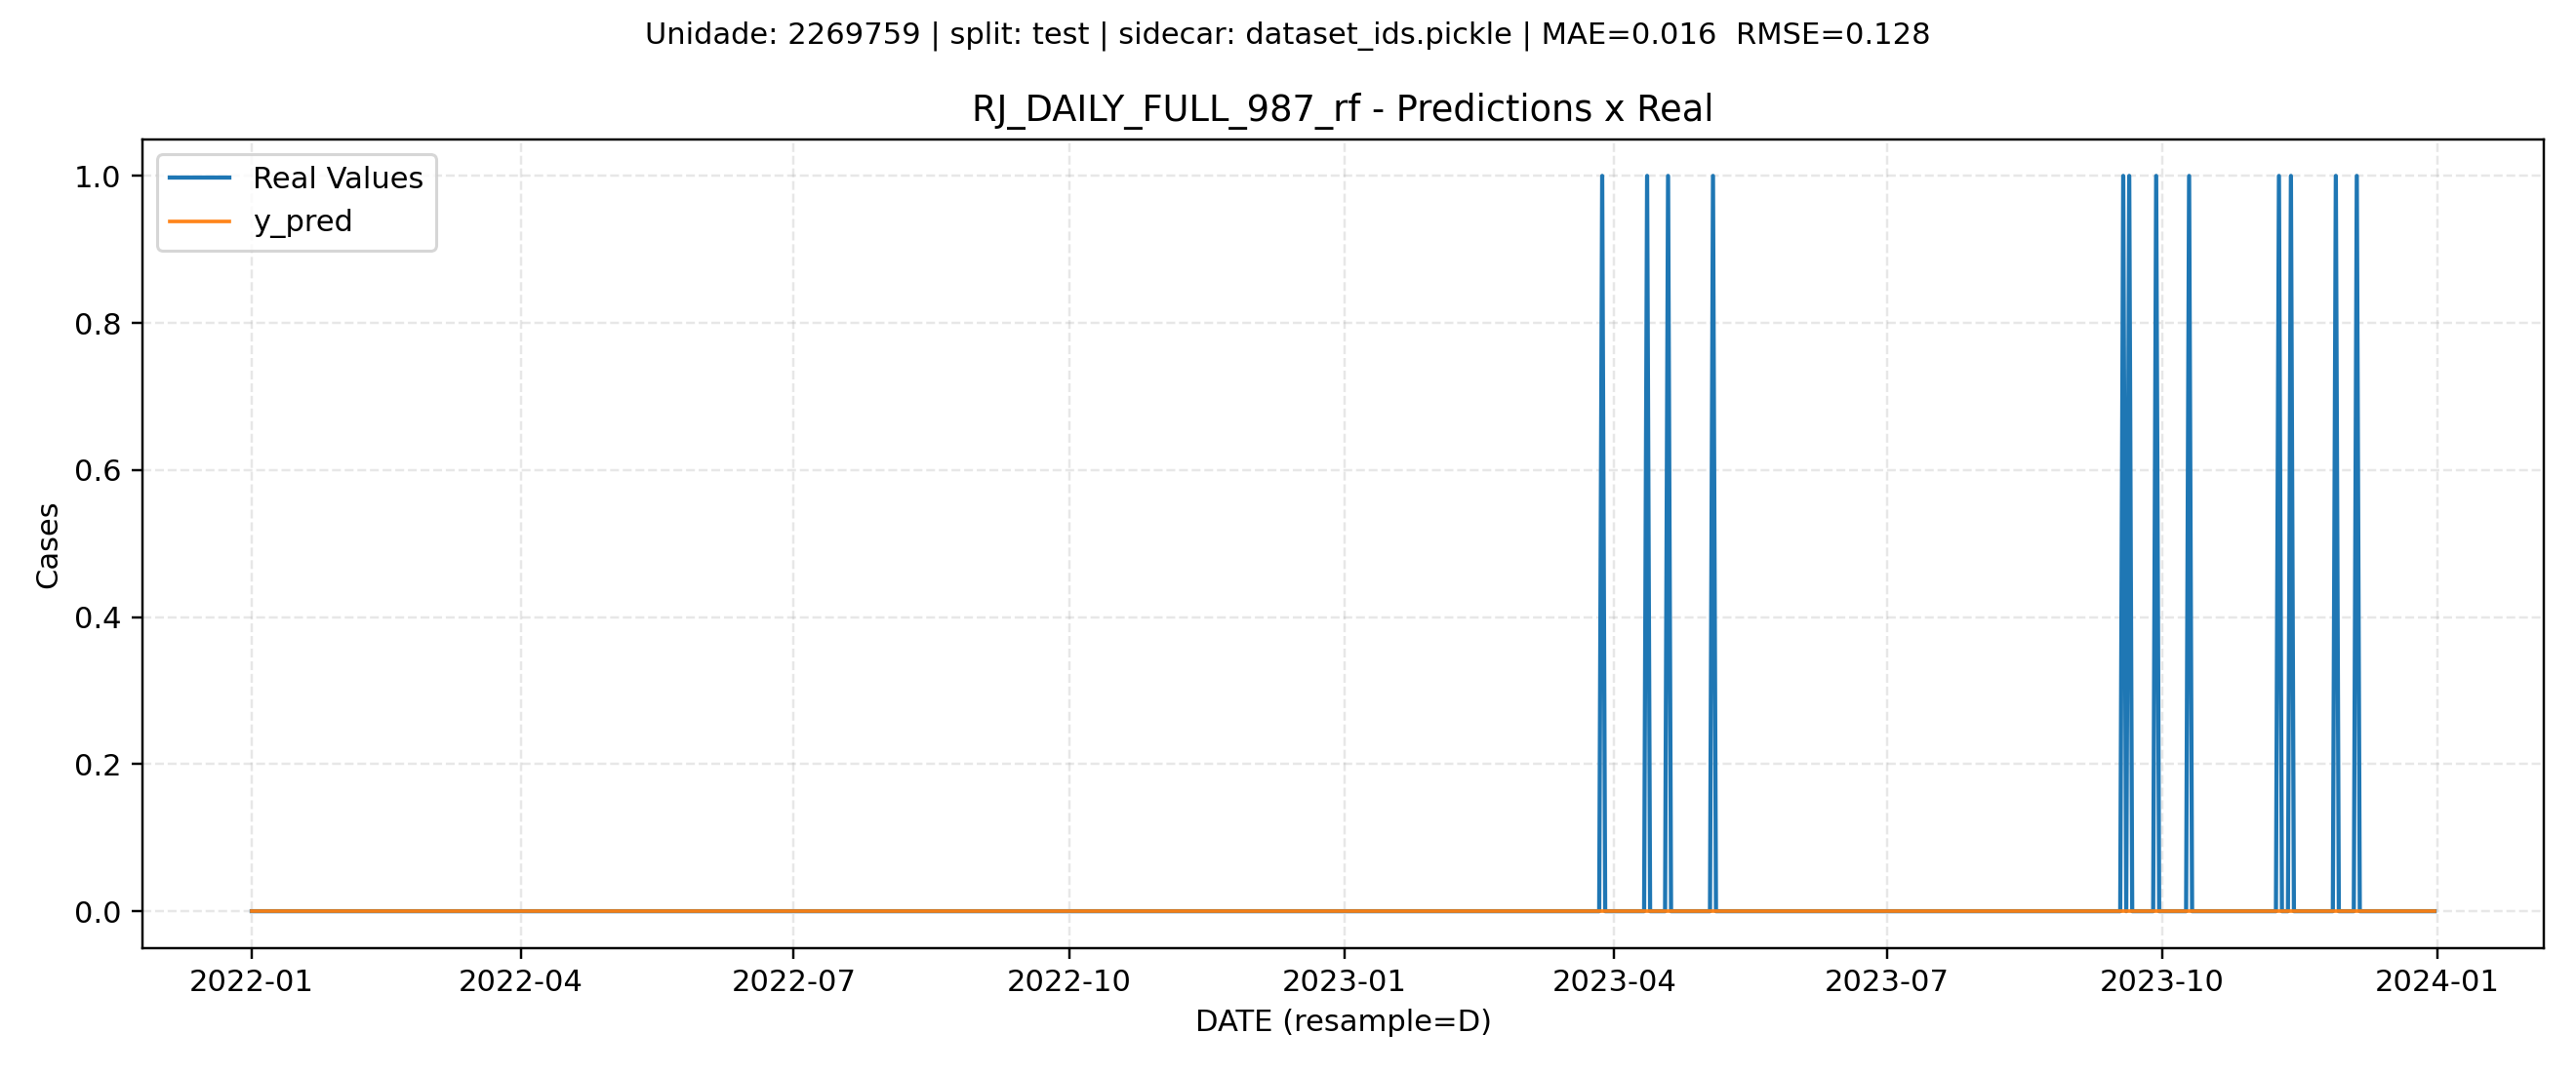 Unidade: 2269759 | split: test | sidecar: dataset_ids.pickle | MAE=0.016  RMSE=0.128
RJ_DAILY_FULL_987_rf - Predictions x Real
Real Values
y_pred
1.0
0.8
0.6
0.4
0.2
0.0
Cases
2022-01 2022-04 2022-07 2022-10 2023-01 2023-04 2023-07 2023-10 2024-01
DATE (resample=D)